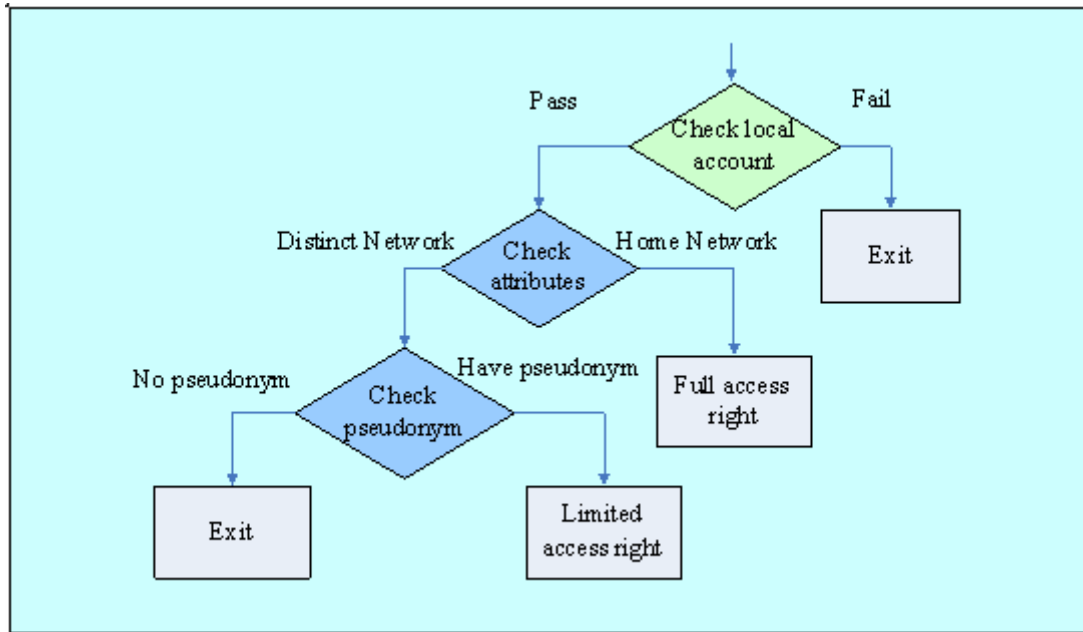 Pass
Fail
Check local
account
Distinct Network
Home Network
Check
attributes
Exit
No pseudonym
Have pseudonym
Check
pseudonym
Full access
right
Exit
Limited
access right